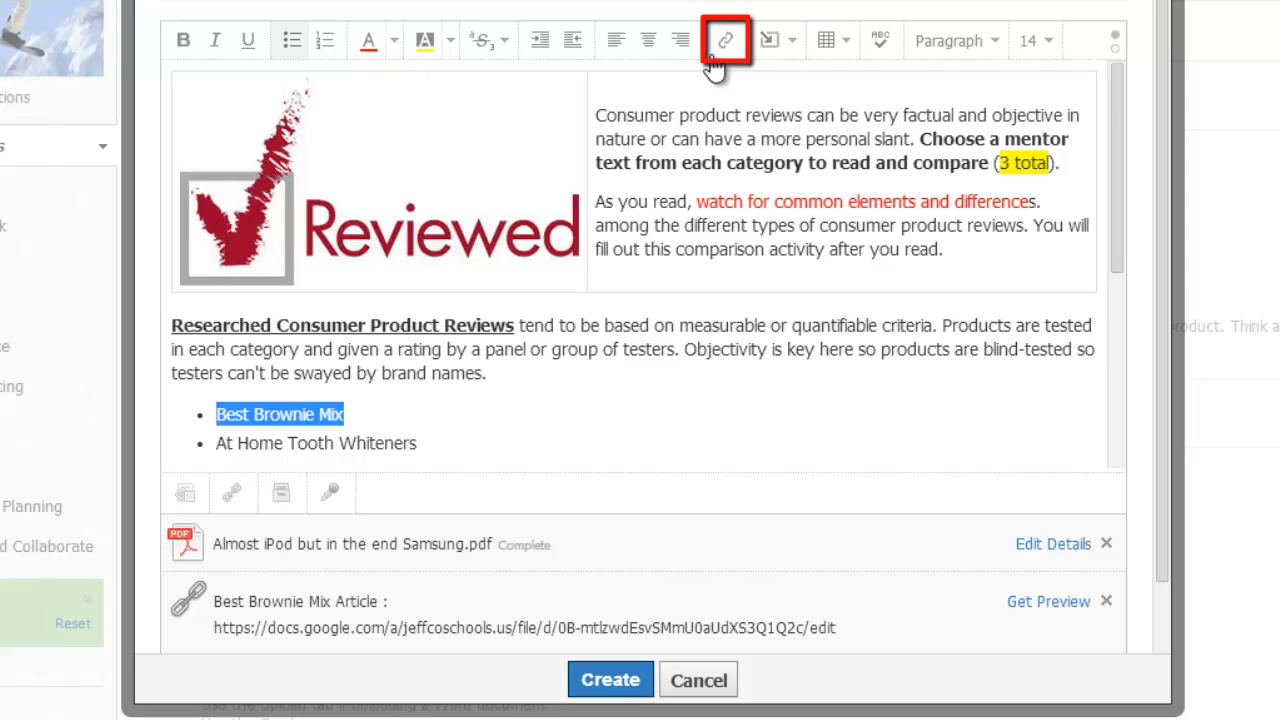 B I U A A S Paragraph 14
tions
s
Reviewed
Consumer product reviews can be very factual and objective in
nature or can have a more personal slant. Choose a mentor
text from each category to read and compare (3 total).
As you read, watch for common elements and differences.
among the different types of consumer product reviews. You will
fill out this comparison activity after you read.
k
Researched Consumer Product Reviews tend to be based on measurable or quantifiable criteria. Products are tested
in each category and given a rating by a panel or group of testers. Objectivity is key here so products are blind-tested so
testers can't be swayed by brand names.
product. Think a
ce
cing
• Best Brownie Mix
• At Home Tooth Whiteners
Planning
d Collaborate
Reset
PDF
Almost iPod but in the end Samsung.pdf Complete Edit Details ×
Best Brownie Mix Article : Get Preview ×
https://docs.google.com/a/jeffcoschools.us/file/d/0B-mtlzwdEsvSMmU0aUdXS3Q1Q2c/edit
Create Cancel